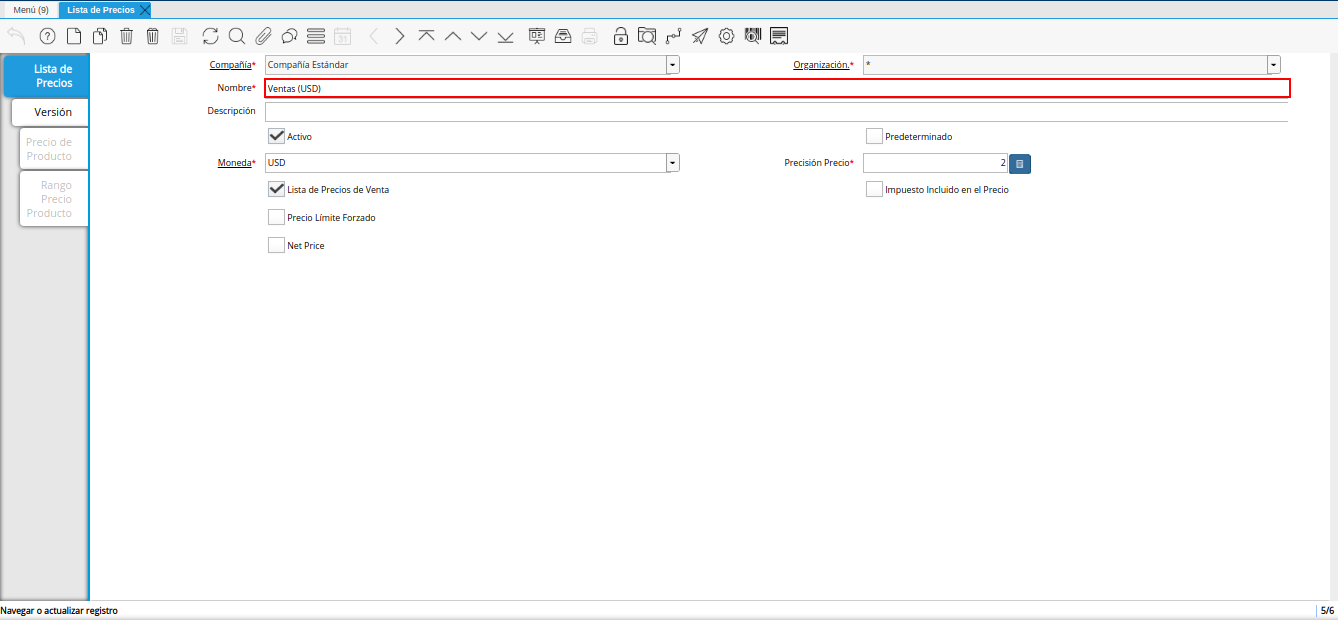 Menú (9)
Lista de Precios
31
Lista de
Precios
Versión
Precio de
Producto
Rango
Precio
Producto
Compañía* Compañía Estándar
Organización.* *
Nombre* Ventas (USD)
Descripción
Activo
Predeterminado
Moneda* USD
Precisión Precio* 2
Lista de Precios de Venta
Impuesto Incluido en el Precio
Precio Límite Forzado
Net Price
Navegar o actualizar registro
5/6